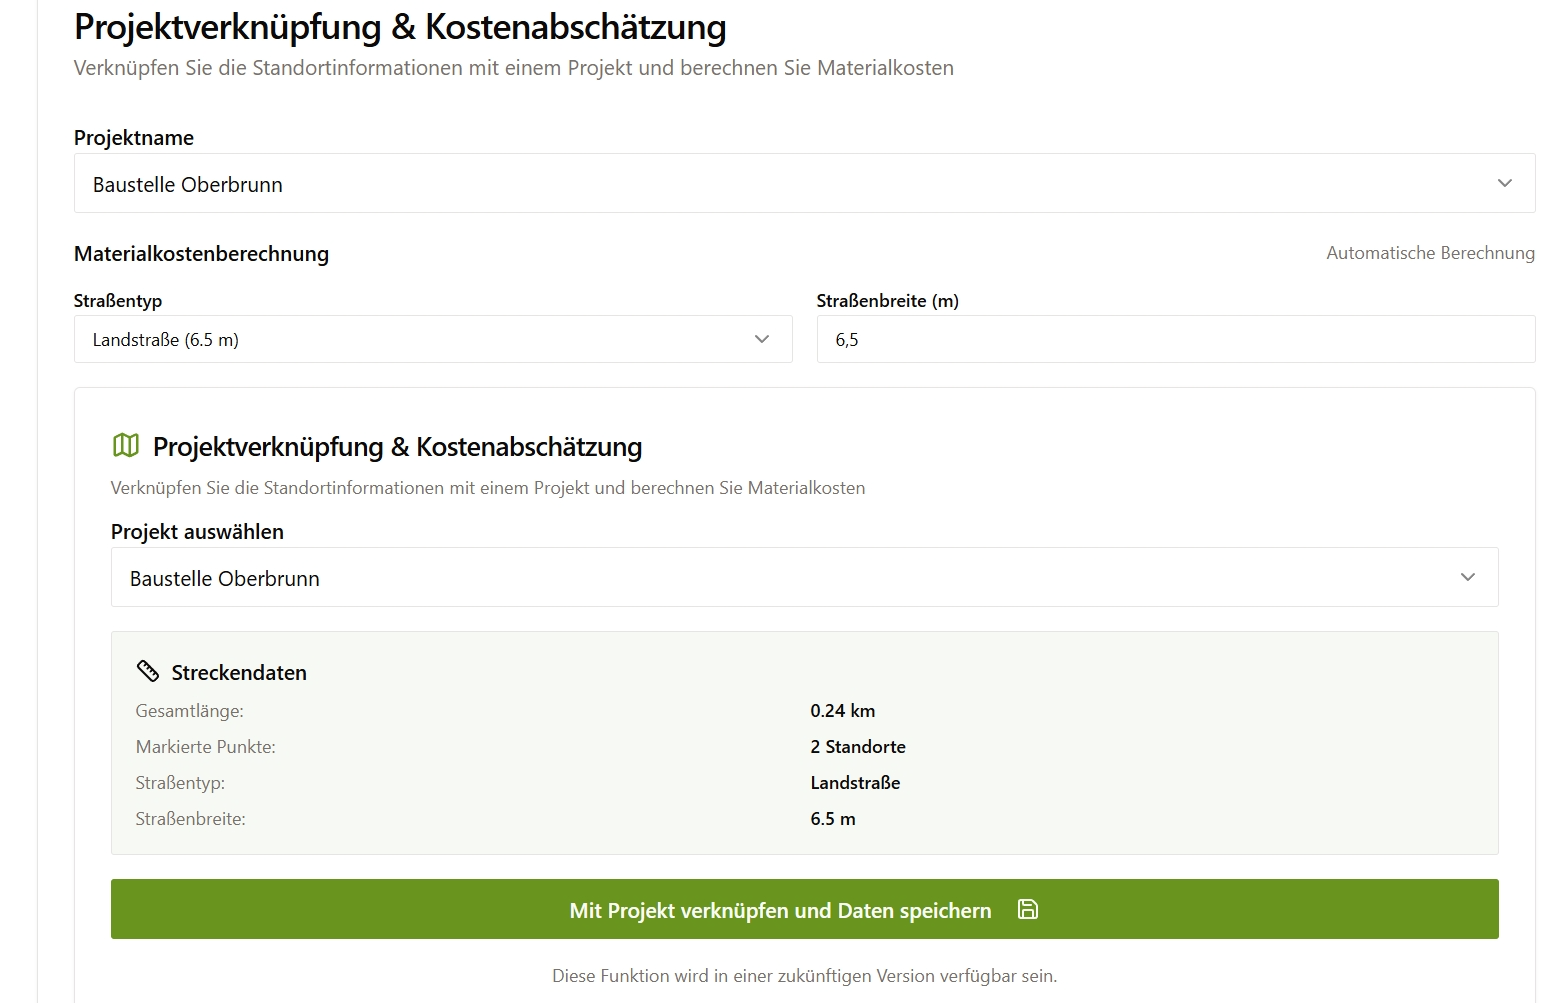 Projektverknüpfung & Kostenabschätzung
Verknüpfen Sie die Standortinformationen mit einem Projekt und berechnen Sie Materialkosten
Projektname
Baustelle Oberbrunn
Materialkostenberechnung
Automatische Berechnung
Straßentyp
Straßenbreite (m)
Landstraße (6.5 m)
6,5
Projektverknüpfung & Kostenabschätzung
Verknüpfen Sie die Standortinformationen mit einem Projekt und berechnen Sie Materialkosten
Projekt auswählen
Baustelle Oberbrunn
Streckendaten
Gesamtlänge: 0.24 km
Markierte Punkte: 2 Standorte
Straßentyp: Landstraße
Straßenbreite: 6.5 m
Mit Projekt verknüpfen und Daten speichern
Diese Funktion wird in einer zukünftigen Version verfügbar sein.